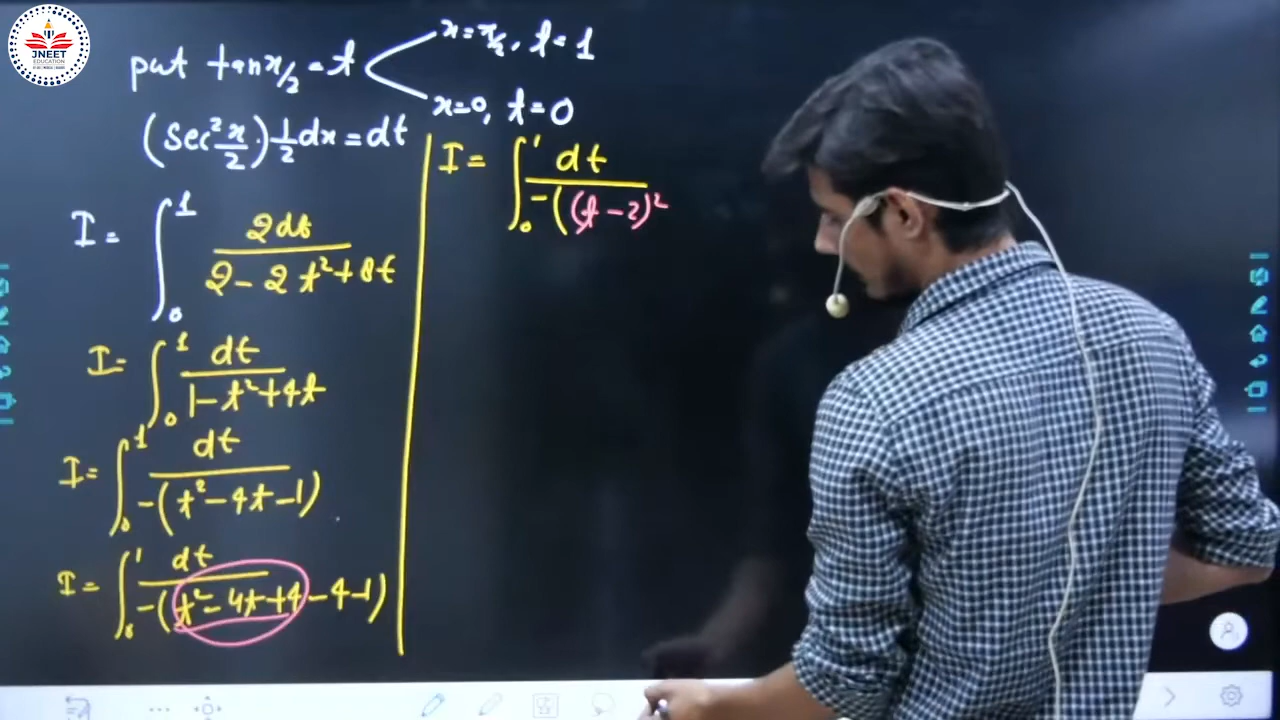 JNEET
EDUCATION
put tan x/2 = t
x = π/2, t = 1
x=0, t = 0
(sec² x/2)·1/2 dx = dt
I = ∫₀¹ 2dt / (2 - 2t² + 8t)
I = ∫₀¹ dt / (1 - t² + 4t)
I = ∫₀¹ dt / -(t² - 4t - 1)
I = ∫₀¹ dt / -(t² - 4t + 4 - 4 - 1)
I = ∫₀¹ dt / -((t - 2)²